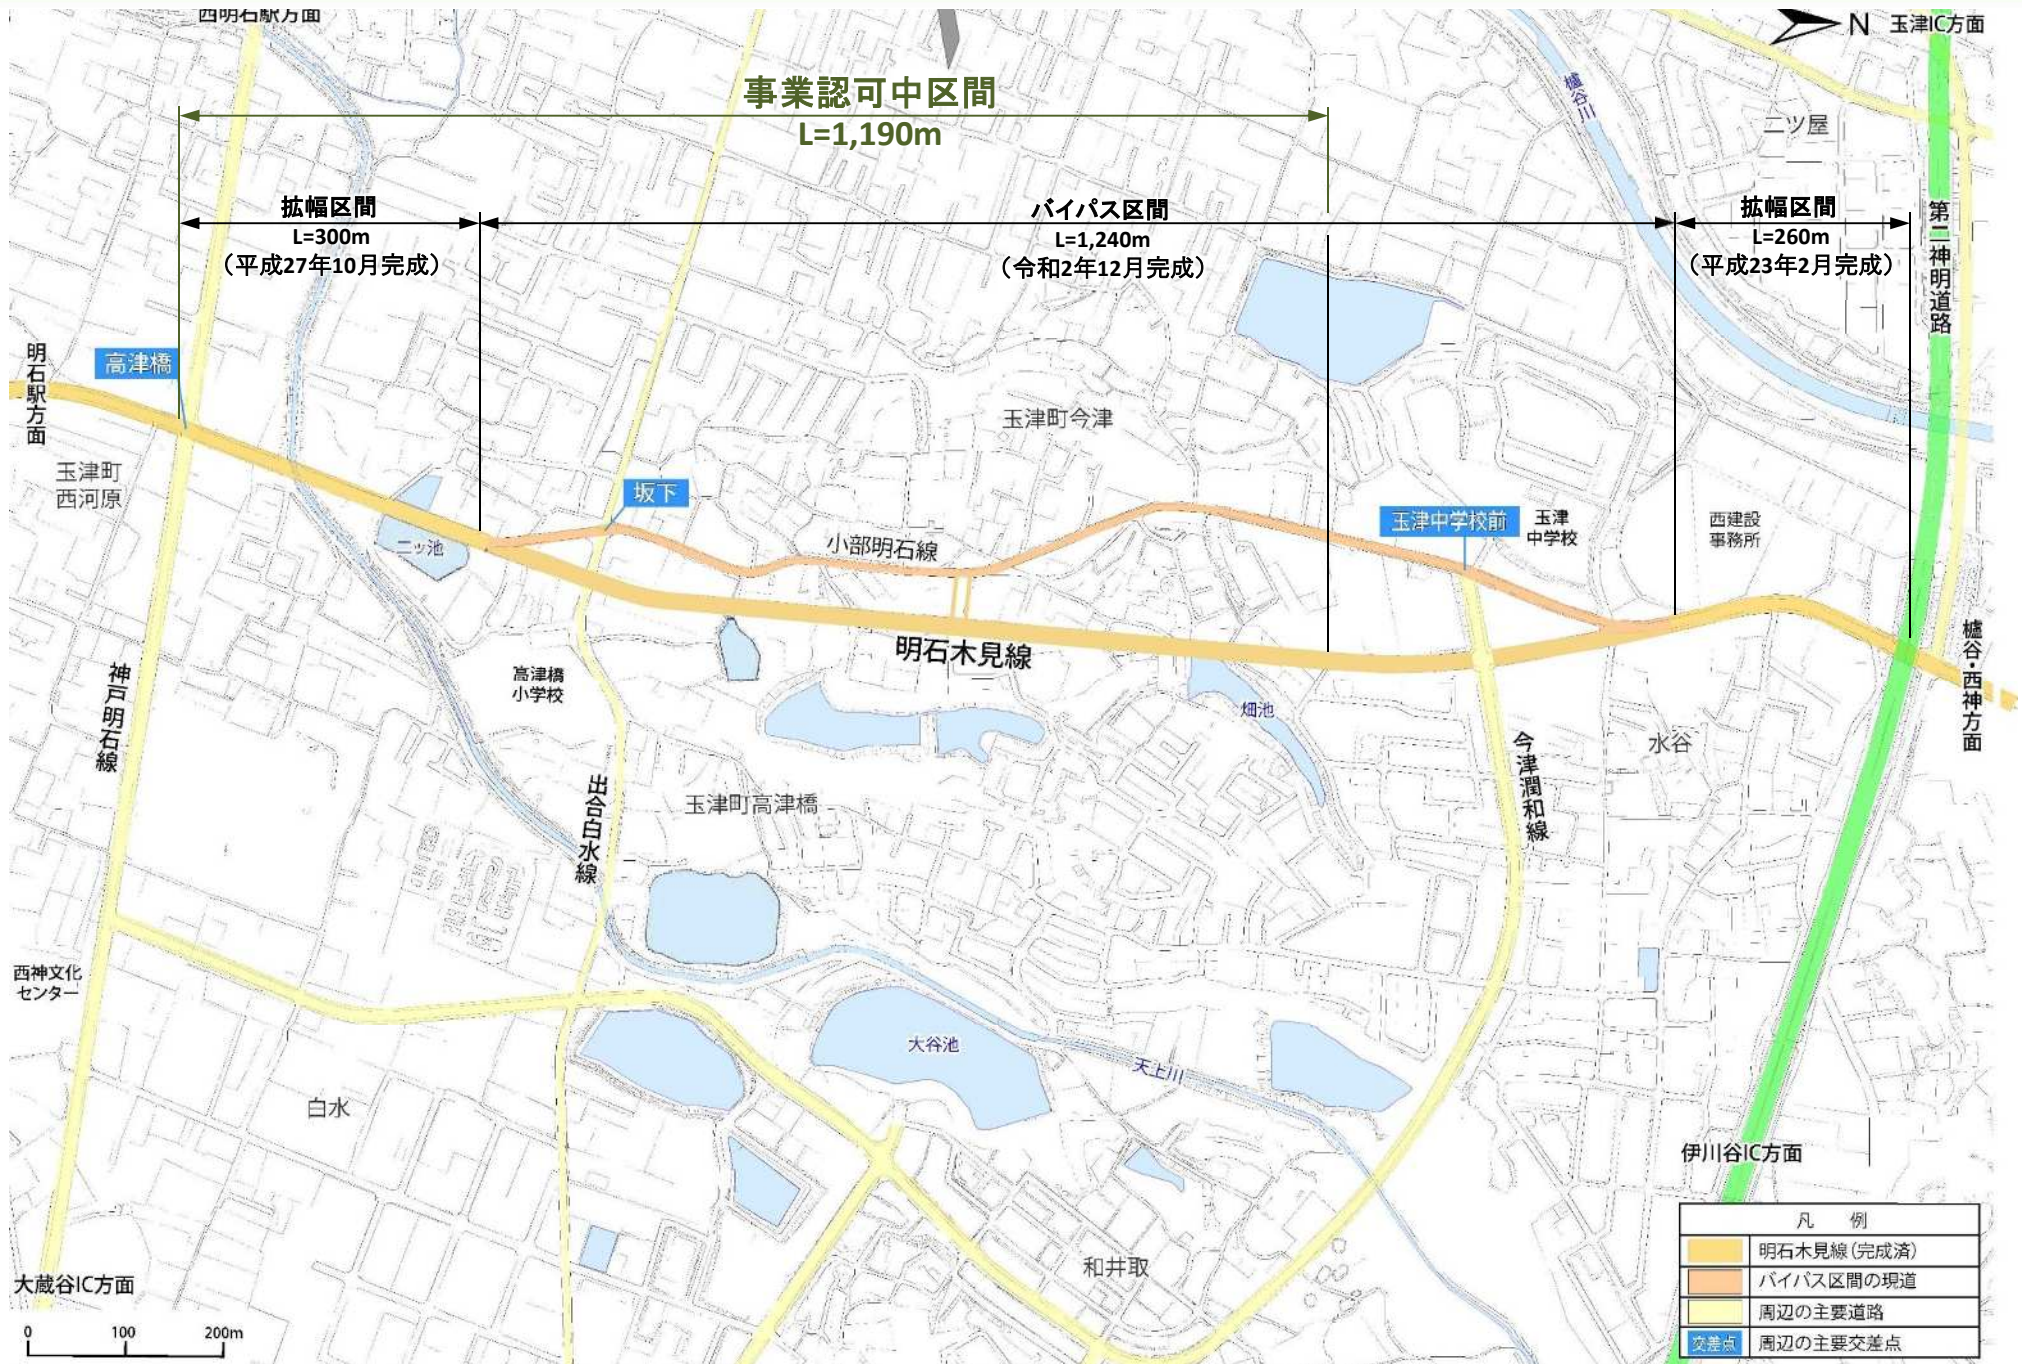 西明石駅方面
N
玉津IC方面
事業認可中区間
L=1,190m
櫨谷川
二ツ屋
拡幅区間
L=300m
（平成27年10月完成）
バイパス区間
L=1,240m
（令和2年12月完成）
拡幅区間
L=260m
（平成23年2月完成）
第二神明道路
明石駅方面
高津橋
玉津町
西河原
二ッ池
坂下
小部明石線
玉津町今津
玉津中学校前
玉津
中学校
西建設
事務所
明石木見線
高津橋
小学校
神戸明石線
出合白水線
玉津町高津橋
畑池
今津潤和線
水谷
櫨谷・西神方面
西神文化
センター
大谷池
天上川
白水
和井取
伊川谷IC方面
大蔵谷IC方面
0 100 200m
凡 例
明石木見線（完成済）
バイパス区間の現道
周辺の主要道路
交差点 周辺の主要交差点